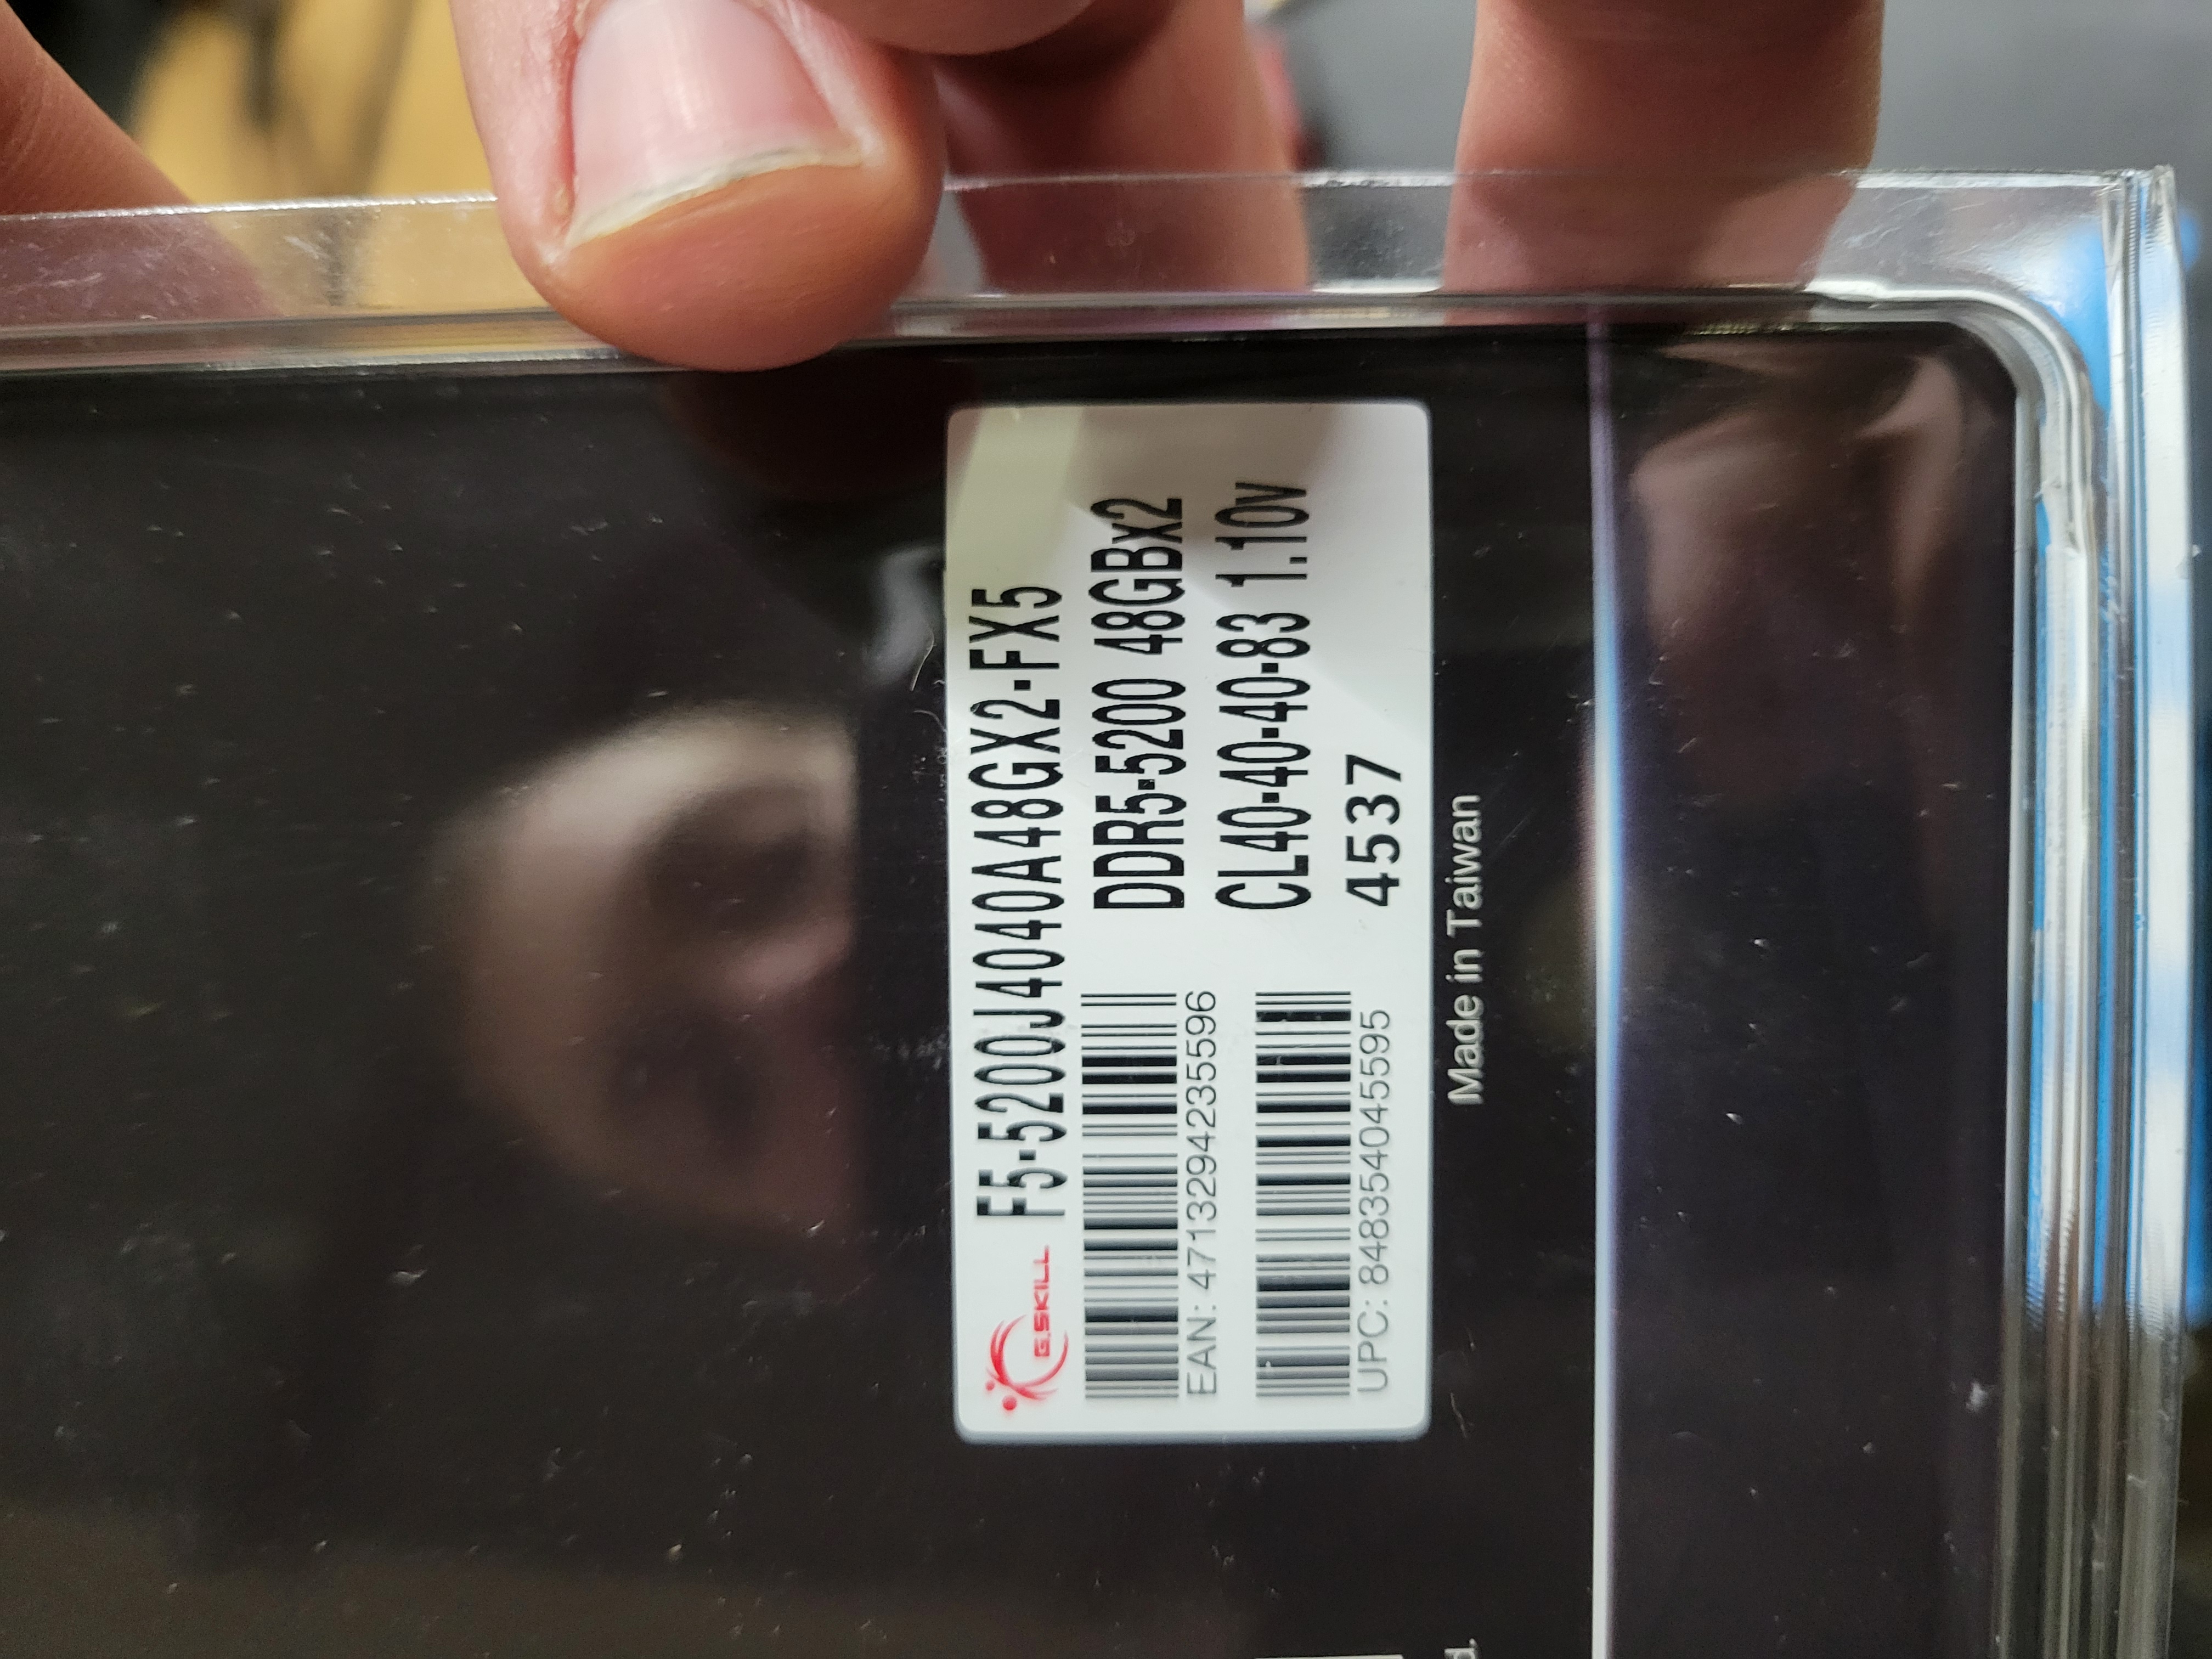 G.SKILL F5-5200J4040A48GX2-FX5
DDR5-5200 48GBx2
CL40-40-40-83 1.10v
4537
EAN: 4713294235596
UPC: 848354045595
Made in Taiwan
d.